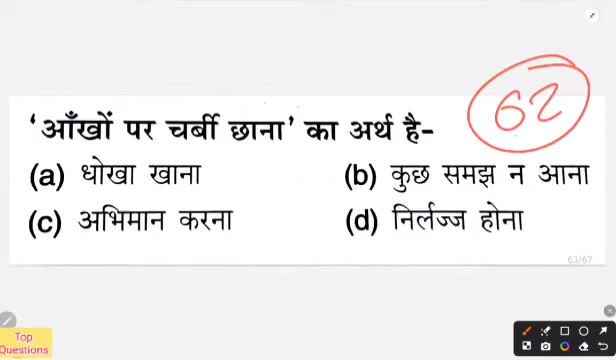 62
‘आँखों पर चर्बी छाना’ का अर्थ है-
(a) धोखा खाना
(b) कुछ समझ न आना
(c) अभिमान करना
(d) निर्लज्ज होना
63/67
Top
Questions